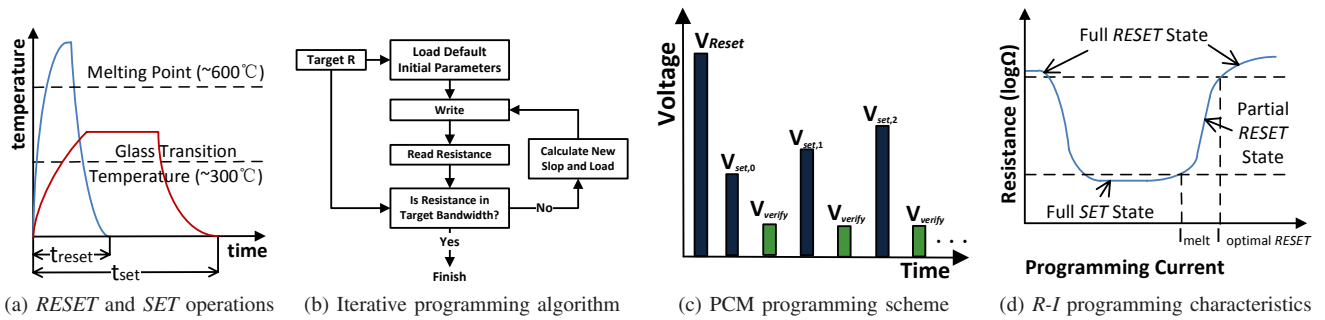 temperature
Melting Point (~600℃)
Glass Transition
Temperature (~300℃)
time
treset
tset
(a) RESET and SET operations
Target R
Load Default
Initial Parameters
Write
Read Resistance
Calculate New
Slop and Load
Is Resistance in
Target Bandwidth?
No
Yes
Finish
(b) Iterative programming algorithm
Voltage
VReset
Vset,0
Vverify
Vset,1
Vverify
Vset,2
Vverify
. . .
Time
(c) PCM programming scheme
Resistance (logΩ)
Full RESET State
Partial
RESET
State
Full SET State
melt
optimal RESET
Programming Current
(d) R-I programming characteristics